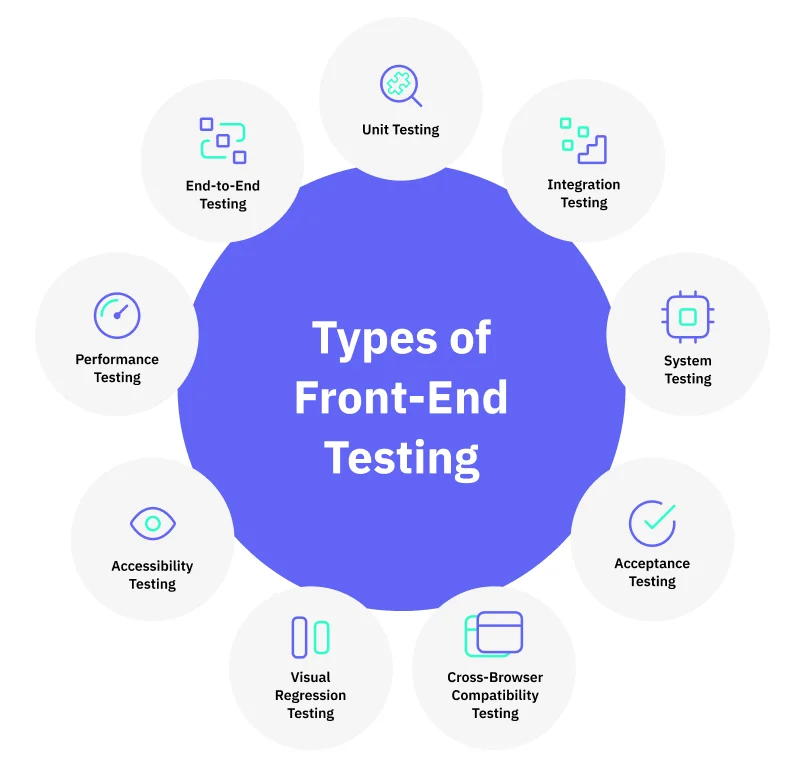 Types of
Front-End
Testing
Unit Testing
Integration
Testing
System
Testing
Acceptance
Testing
Cross-Browser
Compatibility
Testing
Visual
Regression
Testing
Accessibility
Testing
Performance
Testing
End-to-End
Testing